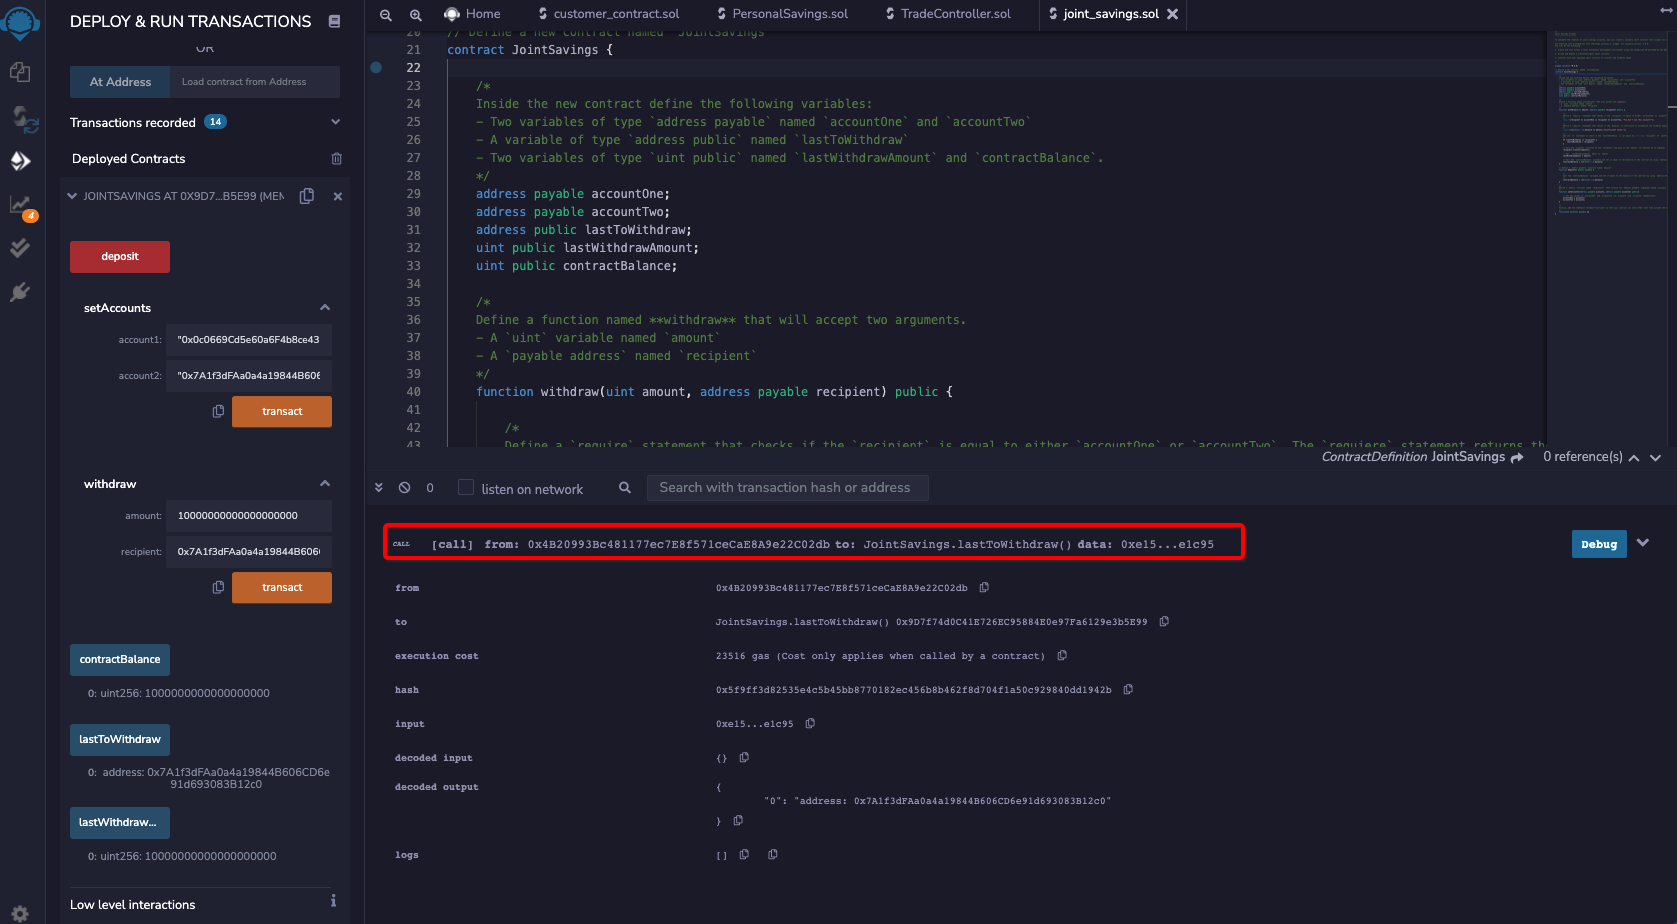 DEPLOY & RUN TRANSACTIONS
OR
At Address
Load contract from Address
Transactions recorded 14
Deployed Contracts
JOINTSAVINGS AT 0X9D7...B5E99 (MEM
4
deposit
setAccounts
account1: "0x0c0669Cd5e60a6F4b8ce43
account2: "0x7A1f3dFAa0a4a19844B606
transact
withdraw
amount: 10000000000000000000
recipient: 0x7A1f3dFAa0a4a19844B606
transact
contractBalance
0: uint256: 1000000000000000000
lastToWithdraw
0: address: 0x7A1f3dFAa0a4a19844B606CD6e
91d693083B12c0
lastWithdraw...
0: uint256: 10000000000000000000
Low level interactions
i
Home customer_contract.sol PersonalSavings.sol TradeController.sol joint_savings.sol
20 // Define a new contract named `JointSavings`
21 contract JointSavings {
22
23 /*
24 Inside the new contract define the following variables:
25 - Two variables of type `address payable` named `accountOne` and `accountTwo`
26 - A variable of type `address public` named `lastToWithdraw`
27 - Two variables of type `uint public` named `lastWithdrawAmount` and `contractBalance`.
28 */
29 address payable accountOne;
30 address payable accountTwo;
31 address public lastToWithdraw;
32 uint public lastWithdrawAmount;
33 uint public contractBalance;
34
35 /*
36 Define a function named **withdraw** that will accept two arguments.
37 - A `uint` variable named `amount`
38 - A `payable address` named `recipient`
39 */
40 function withdraw(uint amount, address payable recipient) public {
41
42 /*
43 Define a `require` statement that checks if the `recipient` is equal to either `accountOne` or `accountTwo`. The `requiere` statement returns th
ContractDefinition JointSavings 0 reference(s)
0 listen on network Search with transaction hash or address
CALL [call] from: 0x4B20993Bc481177ec7E8f571ceCaE8A9e22C02db to: JointSavings.lastToWithdraw() data: 0xe15...e1c95
Debug
from 0x4B20993Bc481177ec7E8f571ceCaE8A9e22C02db
to JointSavings.lastToWithdraw() 0x9D7f74d0C41E726EC95884E0e97Fa6129e3b5E99
execution cost 23516 gas (Cost only applies when called by a contract)
hash 0x5f9ff3d82535e4c5b45bb8770182ec456b8b462f8d704f1a50c929840dd1942b
input 0xe15...e1c95
decoded input {}
decoded output {
"0": "address: 0x7A1f3dFAa0a4a19844B606CD6e91d693083B12c0"
}
logs []